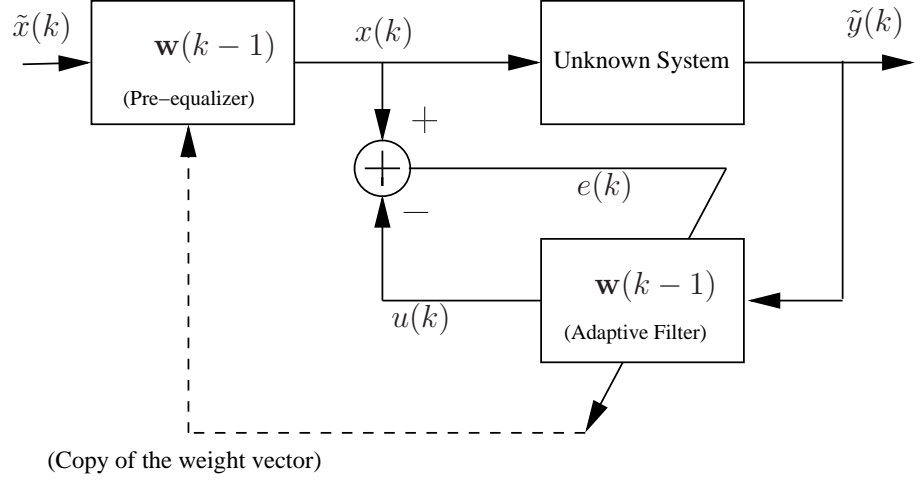 x̃(k)
w(k − 1)
(Pre−equalizer)
x(k)
Unknown System
ỹ(k)
+
e(k)
−
w(k − 1)
(Adaptive Filter)
u(k)
(Copy of the weight vector)